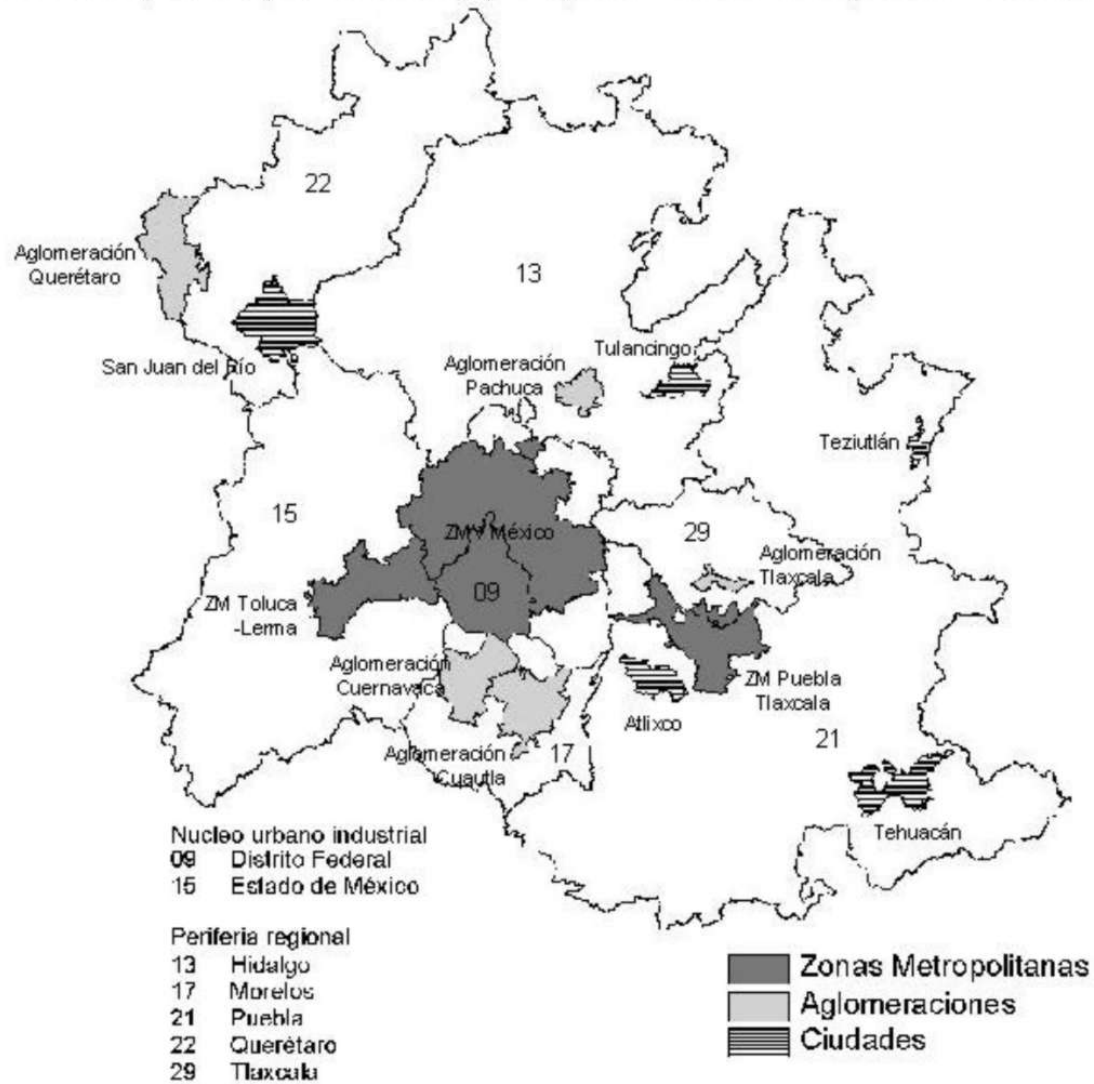 22
Aglomeración
Querétaro
13
San Juan del Río
Tulancingo
Aglomeración
Pachuca
Teziutlán
15
ZMV México
29
Aglomeración
Tlaxcala
09
ZM Toluca
-Lerma
Aglomeración
Cuernavaca
ZM Puebla
Tlaxcala
Atlixco
Aglomeración
Cuautla
17
21
Tehuacán
Nucleo urbano industrial
09 Distrito Federal
15 Estado de México
Periferia regional
13 Hidalgo
17 Morelos
21 Puebla
22 Querétaro
29 Tlaxcala
Zonas Metropolitanas
Aglomeraciones
Ciudades